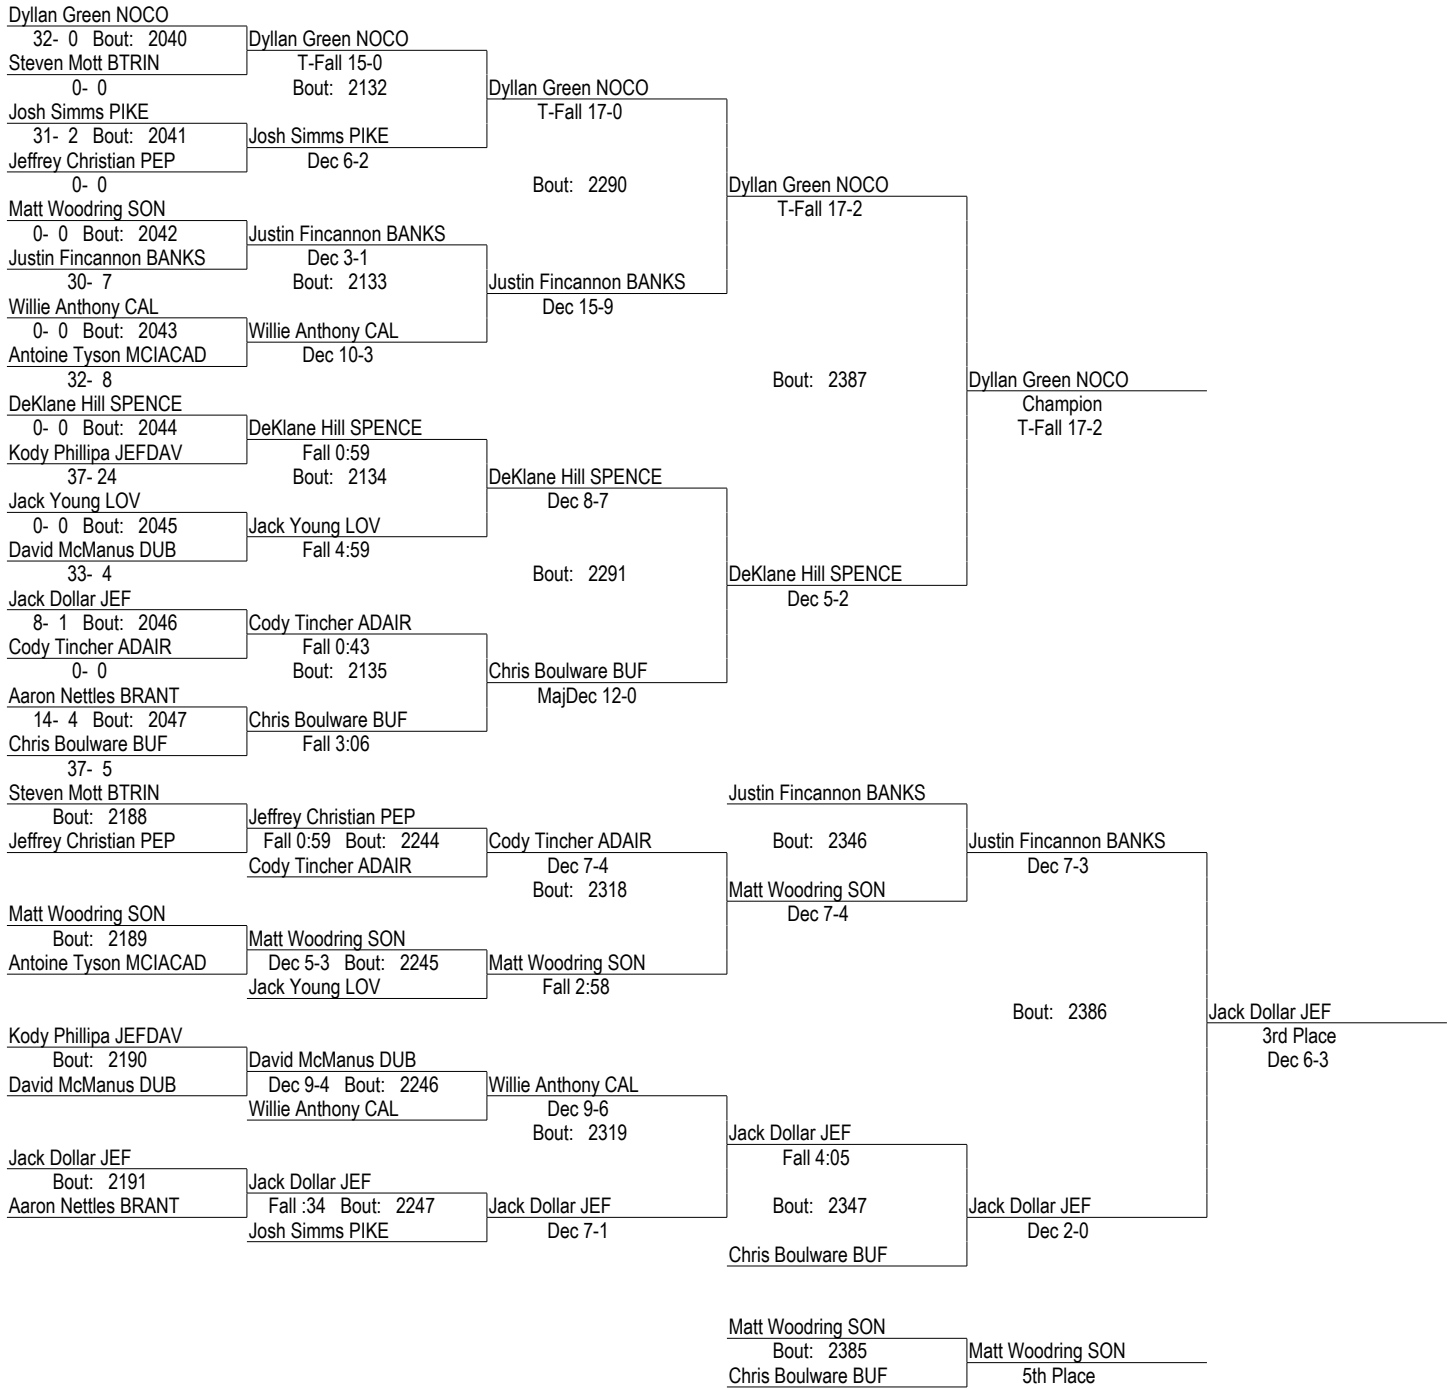 Dyllan Green NOCO
32- 0 Bout: 2040 Dyllan Green NOCO
Steven Mott BTRIN T-Fall 15-0
0- 0 Bout: 2132 Dyllan Green NOCO
Josh Simms PIKE T-Fall 17-0
31- 2 Bout: 2041 Josh Simms PIKE
Jeffrey Christian PEP Dec 6-2
0- 0 Bout: 2290 Dyllan Green NOCO
Matt Woodring SON T-Fall 17-2
0- 0 Bout: 2042 Justin Fincannon BANKS
Justin Fincannon BANKS Dec 3-1
30- 7 Bout: 2133 Justin Fincannon BANKS
Willie Anthony CAL Dec 15-9
0- 0 Bout: 2043 Willie Anthony CAL
Antoine Tyson MCIACAD Dec 10-3
32- 8 Bout: 2387 Dyllan Green NOCO
DeKlane Hill SPENCE Champion
0- 0 Bout: 2044 DeKlane Hill SPENCE T-Fall 17-2
Kody Phillipa JEFDAV Fall 0:59
37- 24 Bout: 2134 DeKlane Hill SPENCE
Jack Young LOV Dec 8-7
0- 0 Bout: 2045 Jack Young LOV
David McManus DUB Fall 4:59
33- 4 Bout: 2291 DeKlane Hill SPENCE
Jack Dollar JEF Dec 5-2
8- 1 Bout: 2046 Cody Tincher ADAIR
Cody Tincher ADAIR Fall 0:43
0- 0 Bout: 2135 Chris Boulware BUF
Aaron Nettles BRANT MajDec 12-0
14- 4 Bout: 2047 Chris Boulware BUF
Chris Boulware BUF Fall 3:06
37- 5
Steven Mott BTRIN Justin Fincannon BANKS
Bout: 2188 Jeffrey Christian PEP
Jeffrey Christian PEP Fall 0:59 Bout: 2244 Cody Tincher ADAIR Bout: 2346 Justin Fincannon BANKS
Cody Tincher ADAIR Dec 7-4 Dec 7-3
Bout: 2318 Matt Woodring SON
Matt Woodring SON Dec 7-4
Bout: 2189 Matt Woodring SON
Antoine Tyson MCIACAD Dec 5-3 Bout: 2245 Matt Woodring SON
Jack Young LOV Fall 2:58
Bout: 2386 Jack Dollar JEF
Kody Phillipa JEFDAV 3rd Place
Bout: 2190 David McManus DUB Dec 6-3
David McManus DUB Dec 9-4 Bout: 2246 Willie Anthony CAL
Willie Anthony CAL Dec 9-6
Bout: 2319 Jack Dollar JEF
Jack Dollar JEF Fall 4:05
Bout: 2191 Jack Dollar JEF
Aaron Nettles BRANT Fall :34 Bout: 2247 Jack Dollar JEF Bout: 2347 Jack Dollar JEF
Josh Simms PIKE Dec 7-1 Dec 2-0
Chris Boulware BUF
Matt Woodring SON
Bout: 2385 Matt Woodring SON
Chris Boulware BUF 5th Place